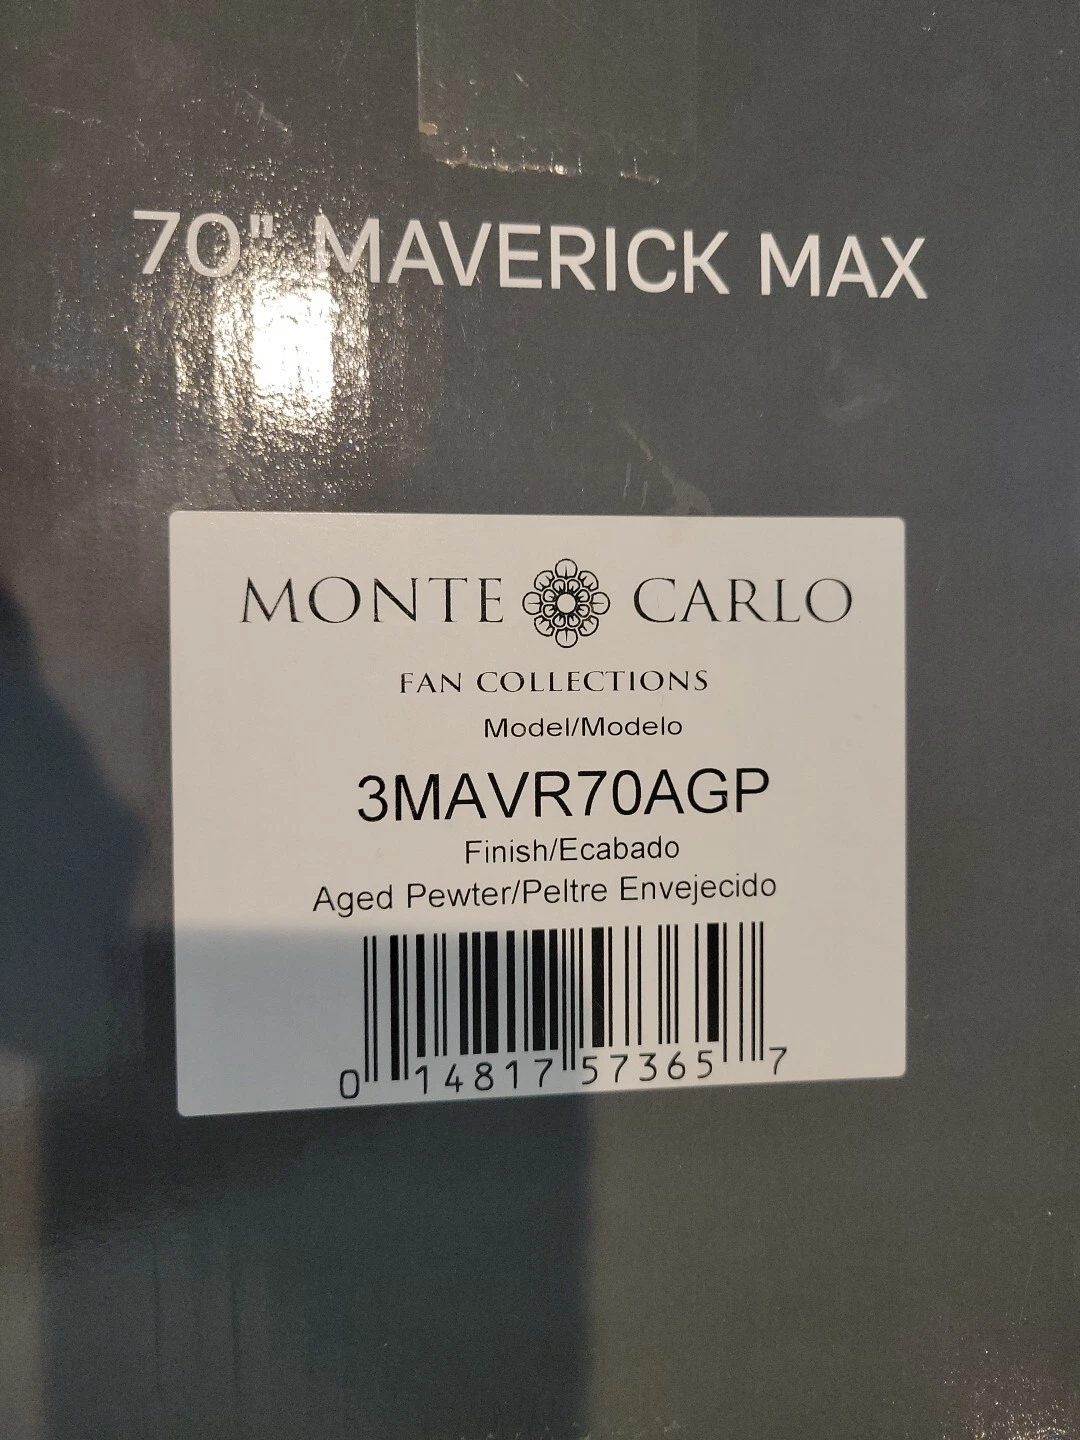 70" MAVERICK MAX
MONTE CARLO
FAN COLLECTIONS
Model/Modelo
3MAVR70AGP
Finish/Ecabado
Aged Pewter/Peltre Envejecido
0 14817 57365 7